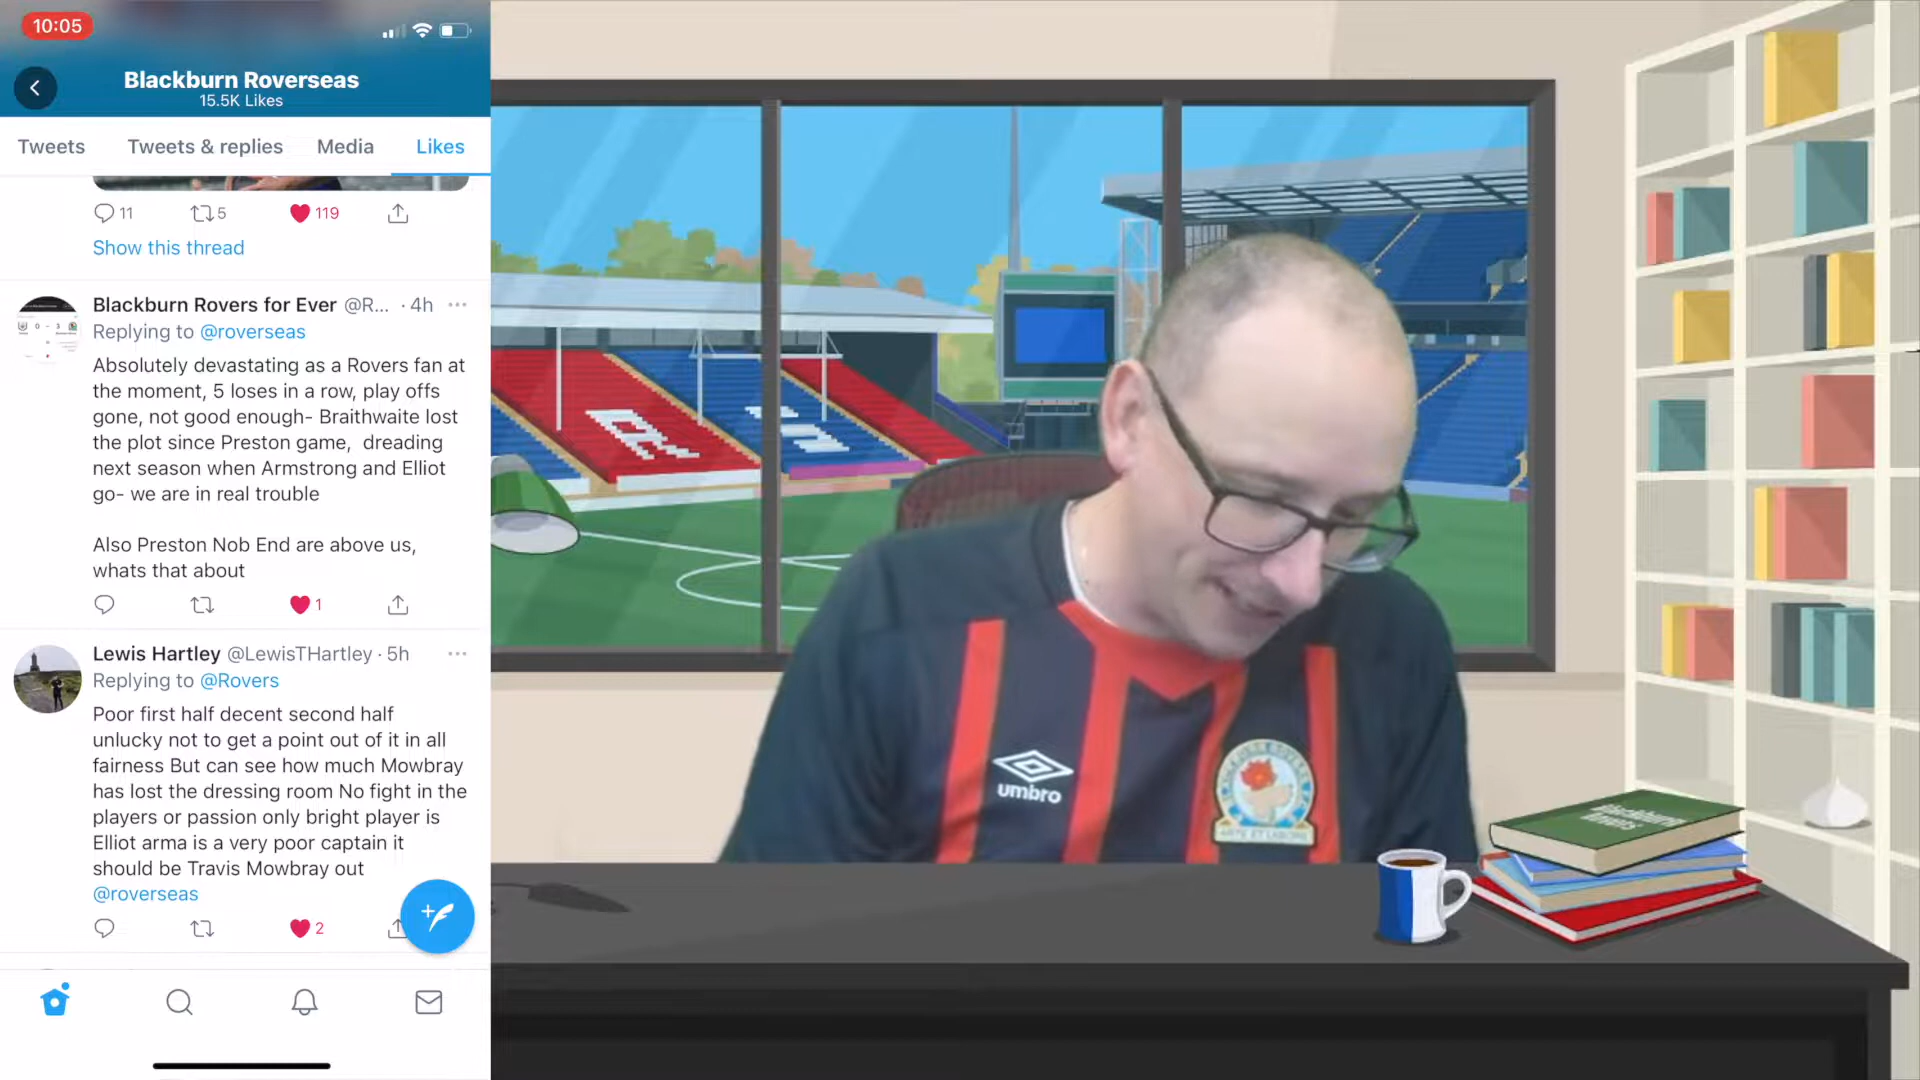 10:05
Blackburn Roverseas
15.5K Likes
Tweets
Tweets & replies
Media
Likes
11
5
119
Show this thread
Blackburn Rovers for Ever @R... · 4h
Replying to @roverseas
Absolutely devastating as a Rovers fan at
the moment, 5 loses in a row, play offs
gone, not good enough- Braithwaite lost
the plot since Preston game, dreading
next season when Armstrong and Elliot
go- we are in real trouble
Also Preston Nob End are above us,
whats that about
1
Lewis Hartley @LewisTHartley · 5h
Replying to @Rovers
Poor first half decent second half
unlucky not to get a point out of it in all
fairness But can see how much Mowbray
has lost the dressing room No fight in the
players or passion only bright player is
Elliot arma is a very poor captain it
should be Travis Mowbray out
@roverseas
2
umbro
ARTE ET LABORE
Blackburn
Rovers